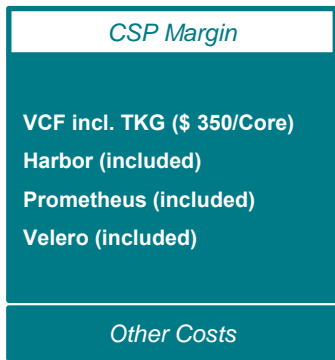 CSP Margin
VCF incl. TKG ($ 350/Core)
Harbor (included)
Prometheus (included)
Velero (included)
Other Costs